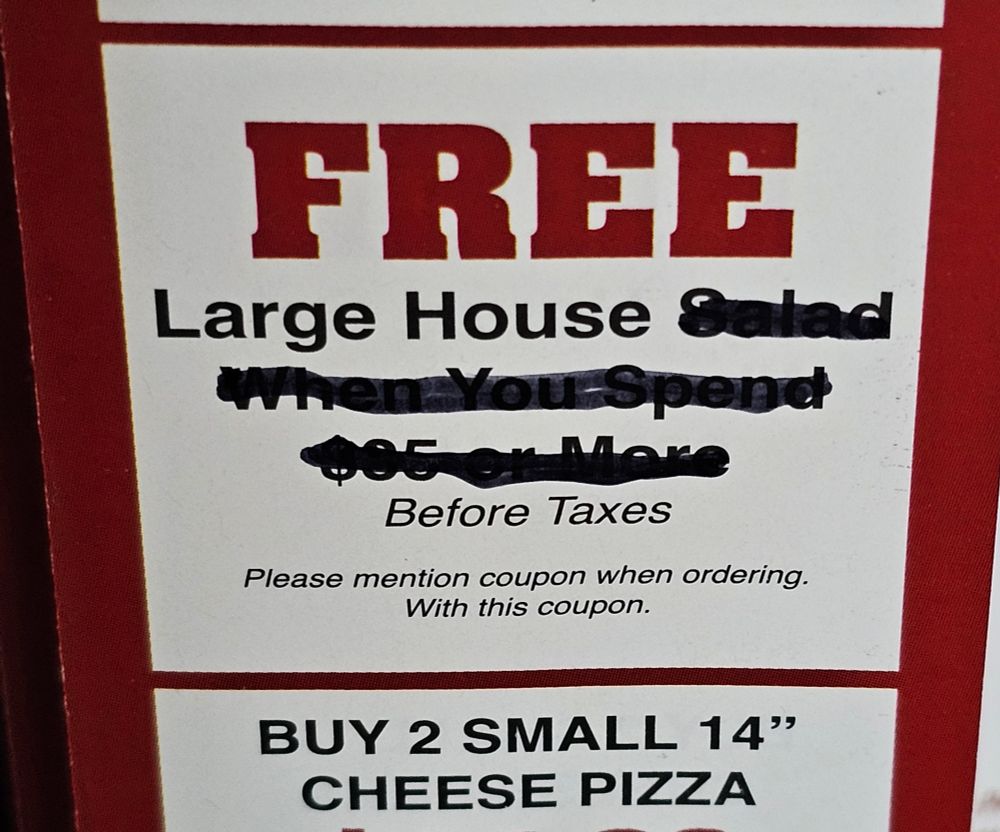 FREE
Large House Salad
When You Spend
or More
Before Taxes
Please mention coupon when ordering.
With this coupon.
BUY 2 SMALL 14”
CHEESE PIZZA